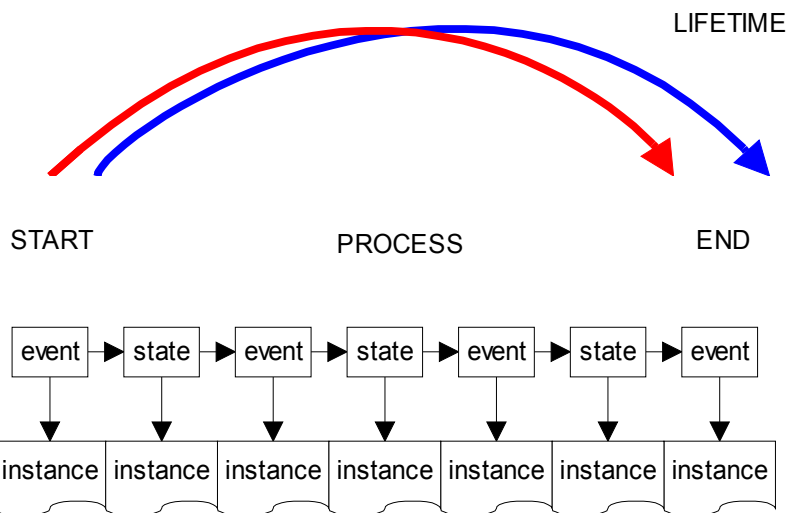 LIFETIME
START PROCESS END
event state event state event state event
instance instance instance instance instance instance instance